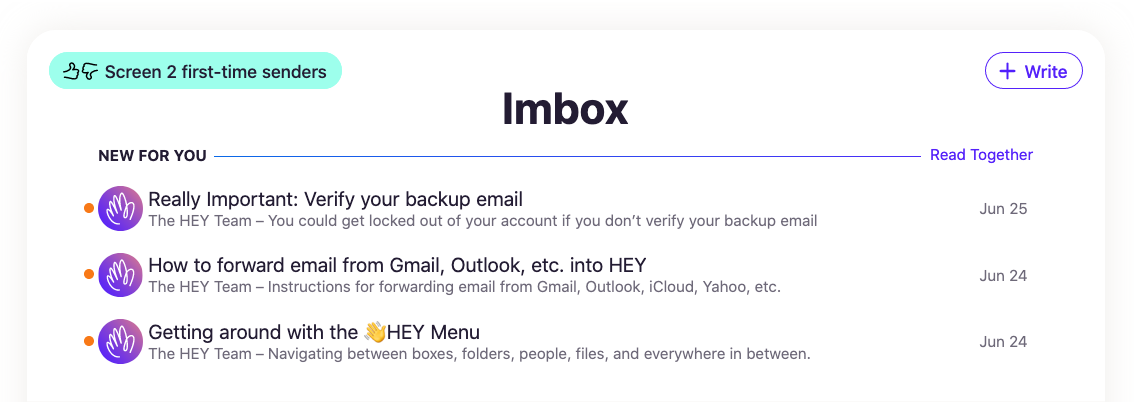 Screen 2 first-time senders
+ Write
Imbox
NEW FOR YOU
Read Together
Really Important: Verify your backup email
The HEY Team – You could get locked out of your account if you don’t verify your backup email
Jun 25
How to forward email from Gmail, Outlook, etc. into HEY
The HEY Team – Instructions for forwarding email from Gmail, Outlook, iCloud, Yahoo, etc.
Jun 24
Getting around with the 👋HEY Menu
The HEY Team – Navigating between boxes, folders, people, files, and everywhere in between.
Jun 24